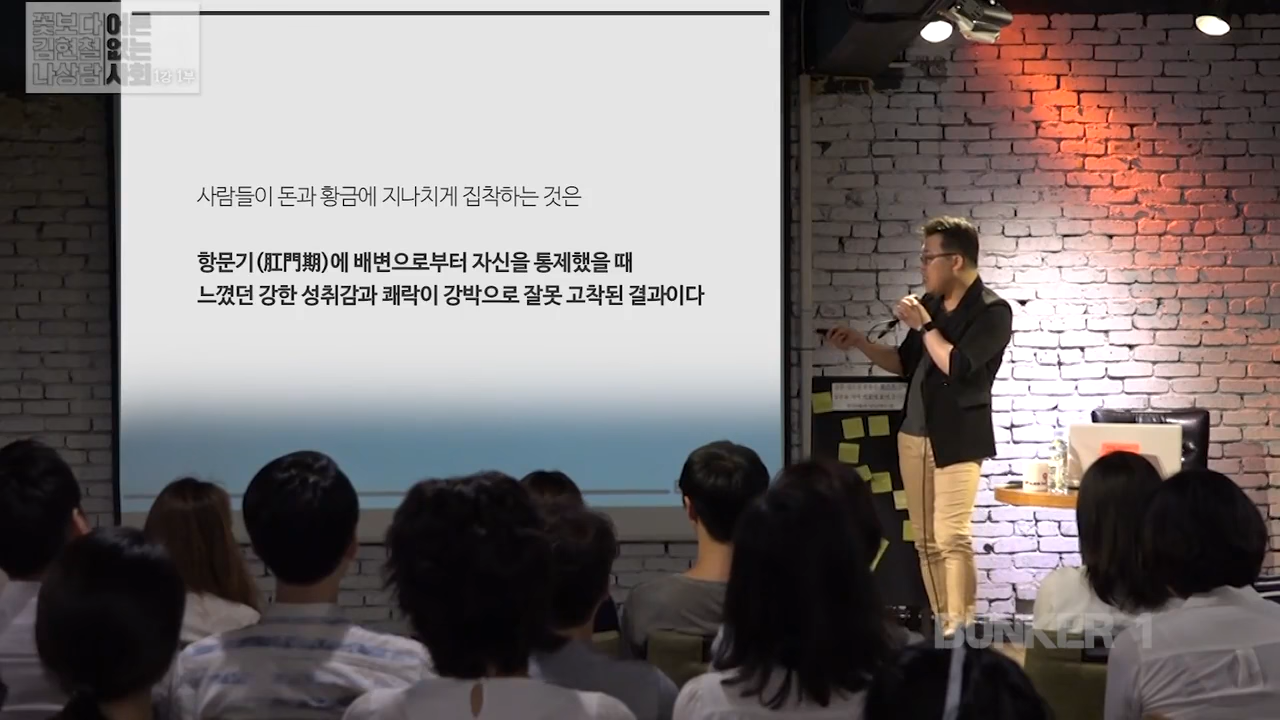 꽃보다어른
김현철없는
나상담사회 1강 1부
사람들이 돈과 황금에 지나치게 집착하는 것은
항문기(肛門期)에 배변으로부터 자신을 통제했을 때
느꼈던 강한 성취감과 쾌락이 강박으로 잘못 고착된 결과이다
BUNKER 1